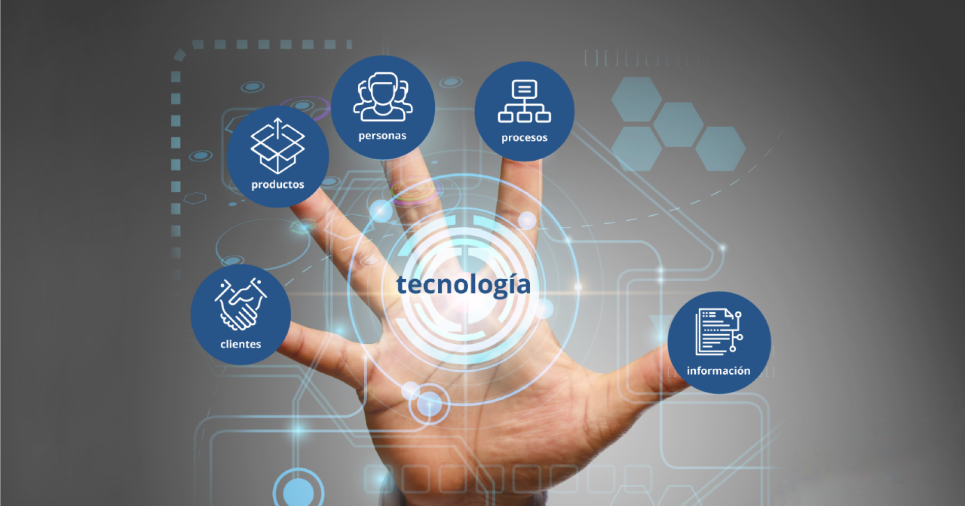 personas
procesos
productos
tecnología
clientes
información